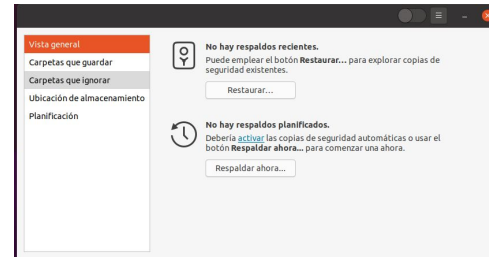 Vista general
Carpetas que guardar
Carpetas que ignorar
Ubicación de almacenamiento
Planificación
No hay respaldos recientes.
Puede emplear el botón Restaurar... para explorar copias de
seguridad existentes.
Restaurar...
No hay respaldos planificados.
Debería activar las copias de seguridad automáticas o usar el
botón Respaldar ahora... para comenzar una ahora.
Respaldar ahora...